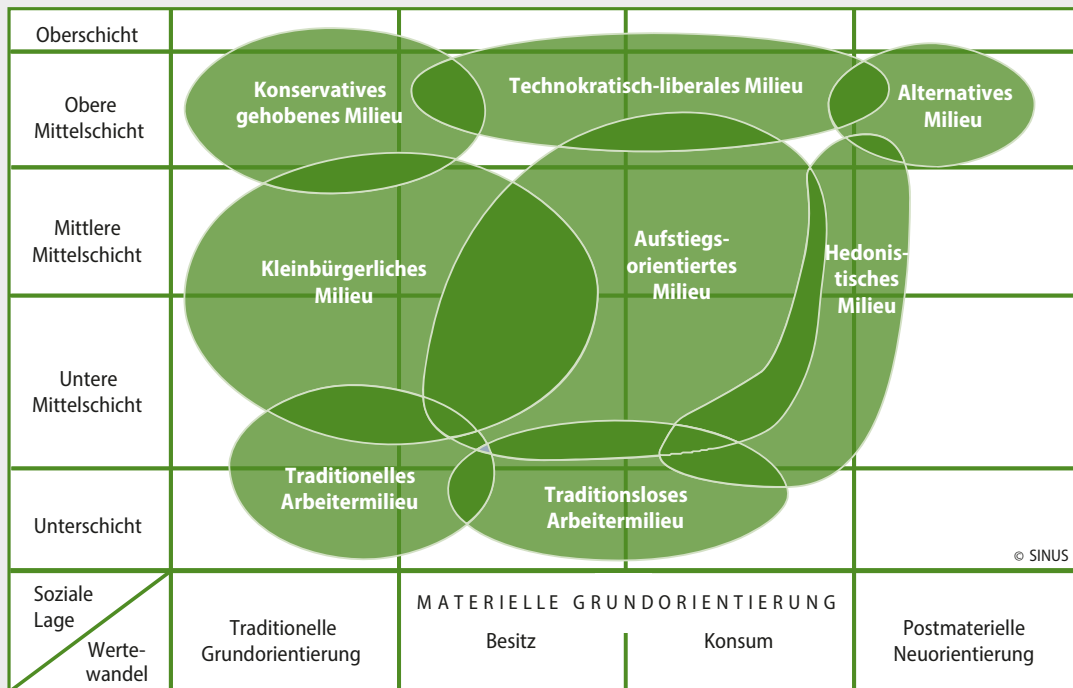 Oberschicht
Konservatives
gehobenes Milieu
Technokratisch-liberales Milieu
Alternatives
Milieu
Obere
Mittelschicht
Mittlere
Mittelschicht
Kleinbürgerliches
Milieu
Aufstiegs-
orientiertes
Milieu
Hedonis-
tisches
Milieu
Untere
Mittelschicht
Traditionelles
Arbeitermilieu
Traditionsloses
Arbeitermilieu
Unterschicht
© SINUS
Soziale
Lage
Werte-
wandel
Traditionelle
Grundorientierung
MATERIELLE GRUNDORIENTIERUNG
Besitz
Konsum
Postmaterielle
Neuorientierung